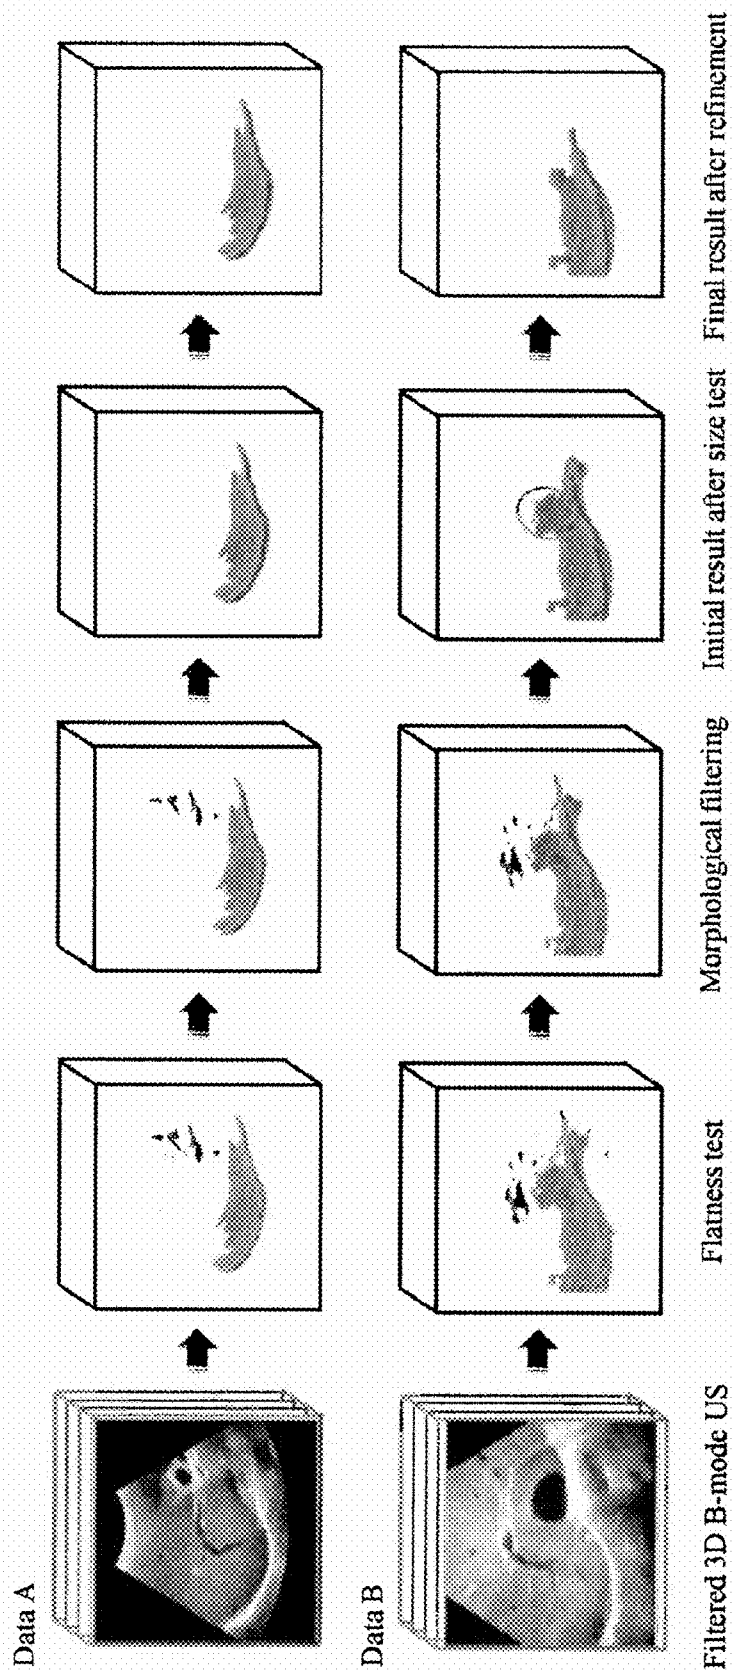 Data A
Data B
Filtered 3D B-mode US
Flatness test
Morphological filtering
Initial result after size test
Final result after refinement